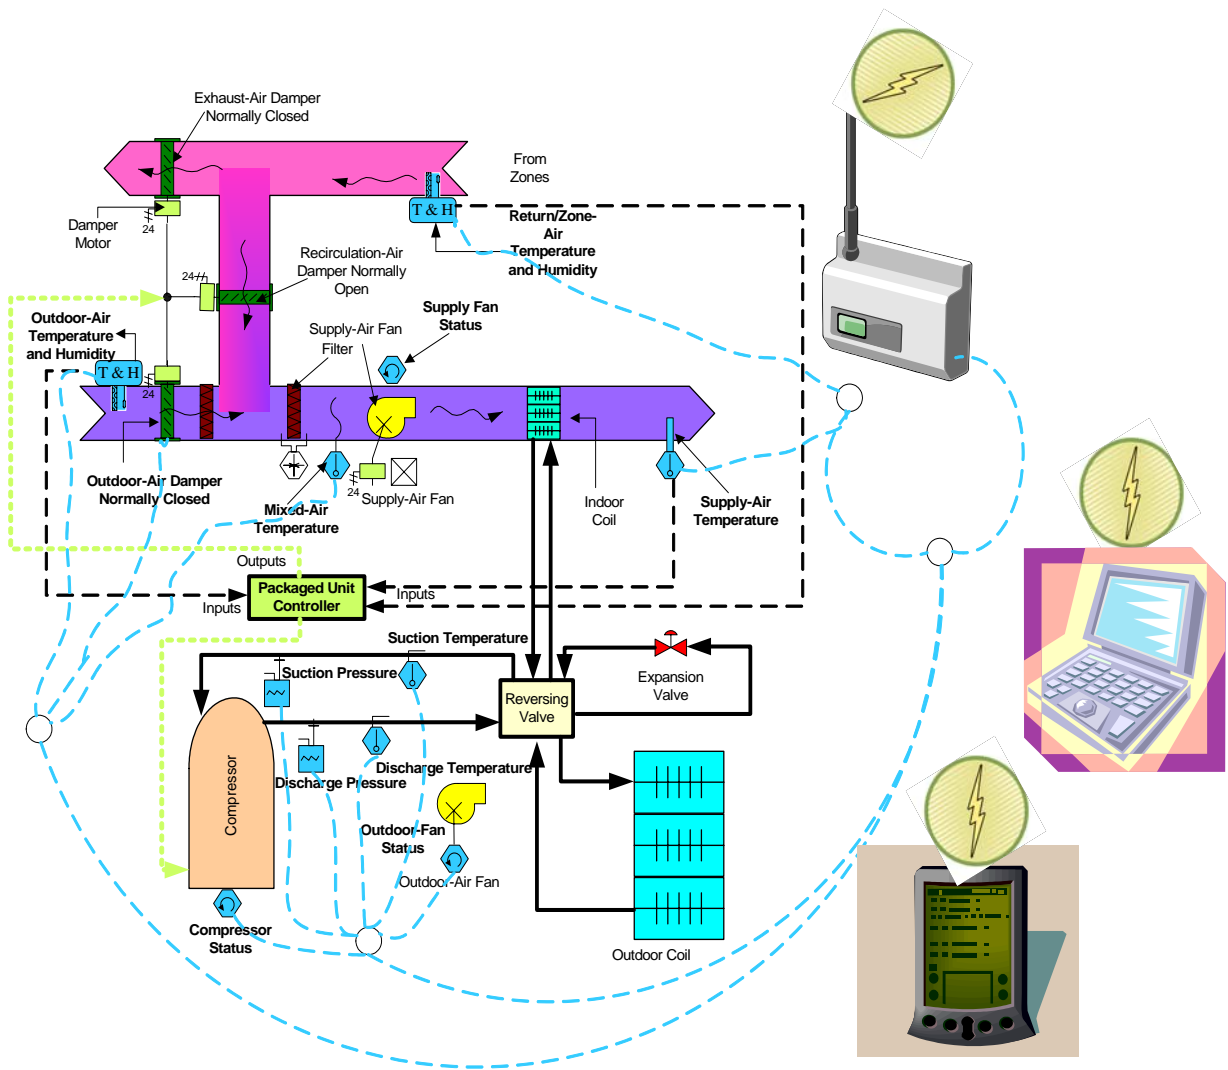 Exhaust-Air Damper
Normally Closed
From
Zones
T & H
Return/Zone-
Air
Temperature
and Humidity
Damper
Motor
24
24
Recirculation-Air
Damper Normally
Open
Supply Fan
Status
Outdoor-Air
Temperature
and Humidity
Supply-Air Fan
Filter
T & H
24
Outdoor-Air Damper
Normally Closed
Mixed-Air
Temperature
24
Supply-Air Fan
Indoor
Coil
Supply-Air
Temperature
Outputs
Packaged Unit
Controller
Inputs
Inputs
Suction Temperature
Suction Pressure
Reversing
Valve
Expansion
Valve
Discharge Temperature
Discharge Pressure
Compressor
Outdoor-Fan
Status
Outdoor-Air Fan
Compressor
Status
Outdoor Coil